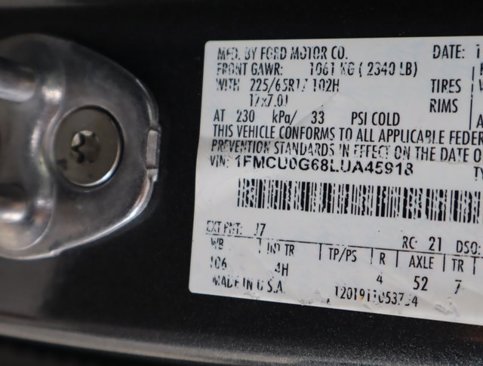 MFD. BY FORD MOTOR CO. DATE: 1
FRONT GAWR: 1061 KG ( 2340 LB)
WITH 225/65R17 102H TIRES
17x7.0J RIMS
AT 230 kPa/ 33 PSI COLD
THIS VEHICLE CONFORMS TO ALL APPLICABLE FEDER
PREVENTION STANDARDS IN EFFECT ON THE DATE O
VIN: 1FMCU0G68LUA45918 TY
EXT PNT: J7 RC: 21 DSO:
WB INT TR TP/PS R AXLE TR
106 4H 4 52 7
MADE IN U.S.A.